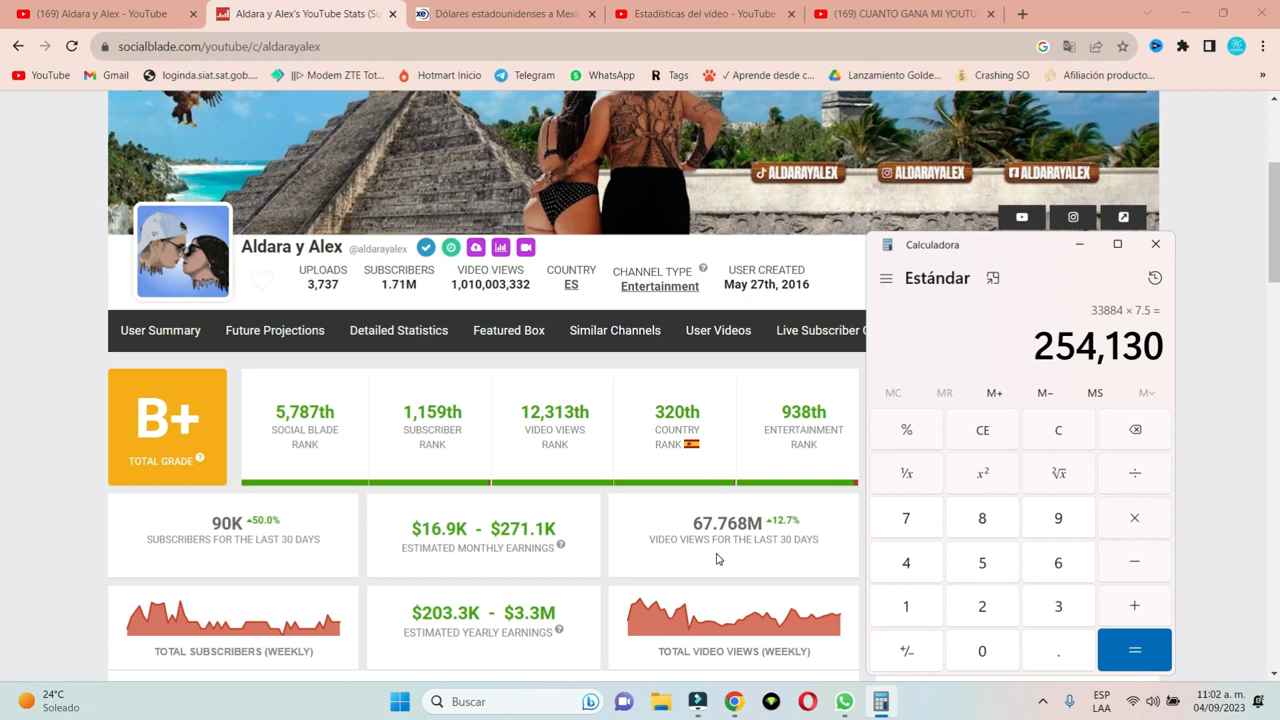 (169) Aldara y Alex - YouTube
Aldara y Alex's YouTube Stats (Su
Dólares estadounidenses a Mexi
Estadísticas del vídeo - YouTube
(169) CUANTO GANA MI YOUTU
socialblade.com/youtube/c/aldarayalex
YouTube
Gmail
loginda.siat.sat.gob....
||▷ Modem ZTE Tot...
Hotmart Inicio
Telegram
WhatsApp
Tags
✓ Aprende desde c...
Lanzamiento Golde...
Crashing SO
Afiliación producto...
»
ALDARAYALEX
ALDARAYALEX
ALDARAYALEX
Aldara y Alex @aldarayalex
UPLOADS
3,737
SUBSCRIBERS
1.71M
VIDEO VIEWS
1,010,003,332
COUNTRY
ES
CHANNEL TYPE ?
Entertainment
USER CREATED
May 27th, 2016
User Summary
Future Projections
Detailed Statistics
Featured Box
Similar Channels
User Videos
Live Subscriber C
B+
TOTAL GRADE ?
5,787th
SOCIAL BLADE
RANK
1,159th
SUBSCRIBER
RANK
12,313th
VIDEO VIEWS
RANK
320th
COUNTRY
RANK
938th
ENTERTAINMENT
RANK
90K ▲50.0%
SUBSCRIBERS FOR THE LAST 30 DAYS
$16.9K - $271.1K
ESTIMATED MONTHLY EARNINGS ?
67.768M ▲12.7%
VIDEO VIEWS FOR THE LAST 30 DAYS
TOTAL SUBSCRIBERS (WEEKLY)
$203.3K - $3.3M
ESTIMATED YEARLY EARNINGS ?
TOTAL VIDEO VIEWS (WEEKLY)
Calculadora
Estándar
33884 × 7.5 =
254,130
MC MR M+ M− MS M˅
% CE C
¹/x x² ²√x ÷
7 8 9 ×
4 5 6 −
1 2 3 +
+/− 0 . =
24°C
Soleado
Buscar
ESP
LAA
11:02 a. m.
04/09/2023